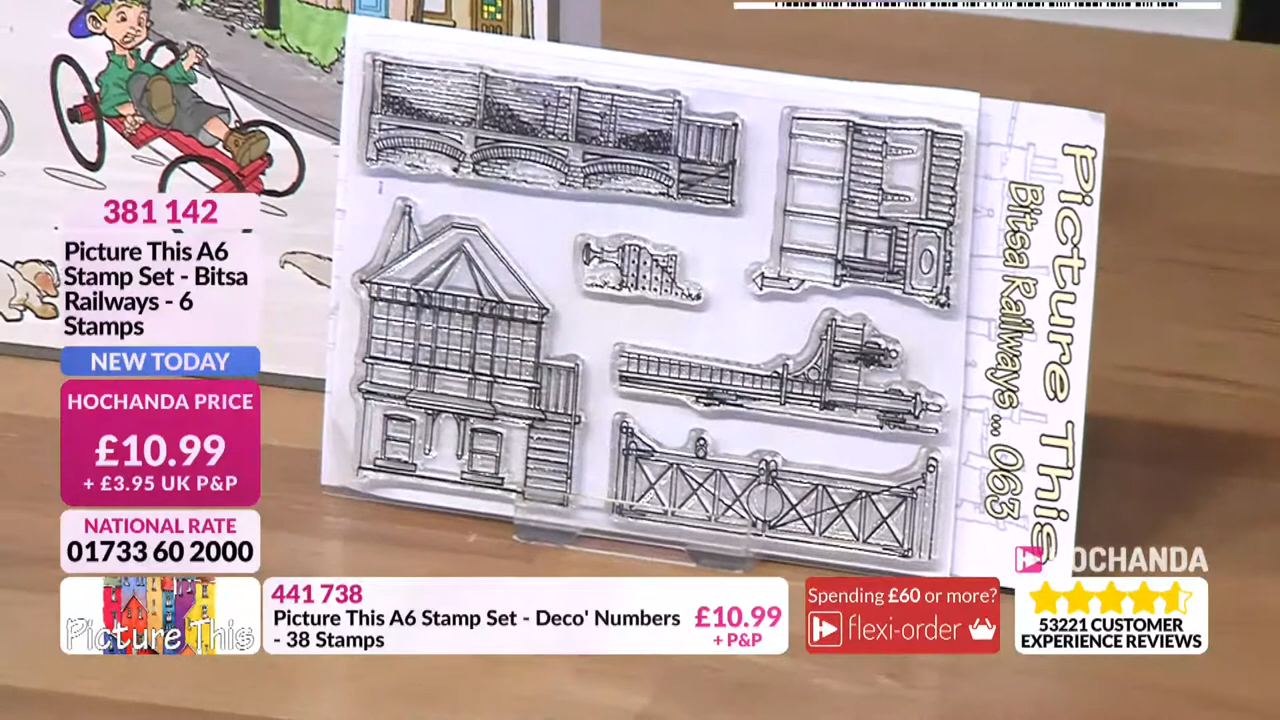 Picture This
Bitsa Railways ... 063
381 142
Picture This A6
Stamp Set - Bitsa
Railways - 6
Stamps
NEW TODAY
HOCHANDA PRICE
£10.99
+ £3.95 UK P&P
NATIONAL RATE
01733 60 2000
Picture This
441 738
Picture This A6 Stamp Set - Deco' Numbers
- 38 Stamps
£10.99
+ P&P
Spending £60 or more?
flexi-order
HOCHANDA
53221 CUSTOMER
EXPERIENCE REVIEWS